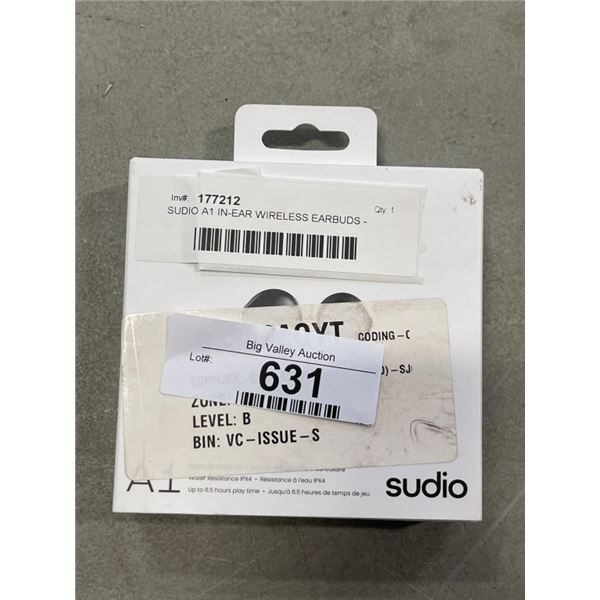 Inv#: 177212 Qty: 1
SUDIO A1 IN-EAR WIRELESS EARBUDS -
CODING-C
Big Valley Auction
Lot#: 631
ZONE:
LEVEL: B
BIN: VC-ISSUE-S
A1
Water Resistance IPX4 • Résistance à l'eau IPX4
Up to 6.5 hours play time • Jusqu'à 6.5 heures de temps de jeu
sudio